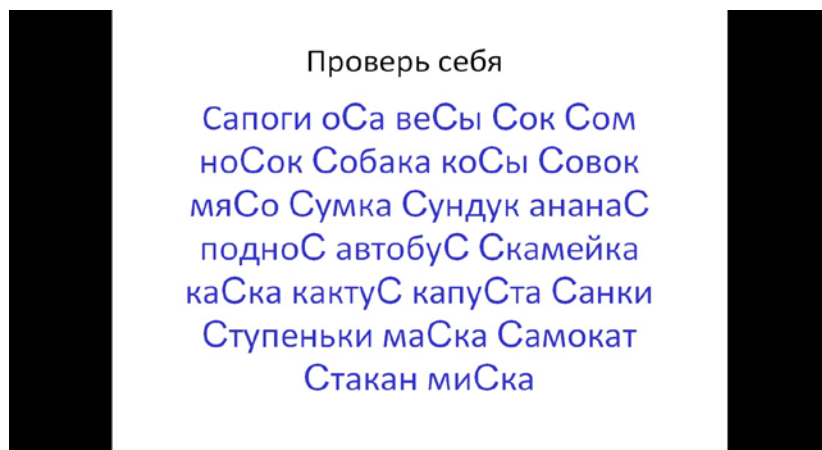 Проверь себя
Сапоги оСа веСы Сок Сом
ноСок Собака коСы Совок
мяСо Сумка Сундук ананаС
подноС автобуС Скамейка
каСка кактуС капуСта Санки
Ступеньки маСка Самокат
Стакан миСка